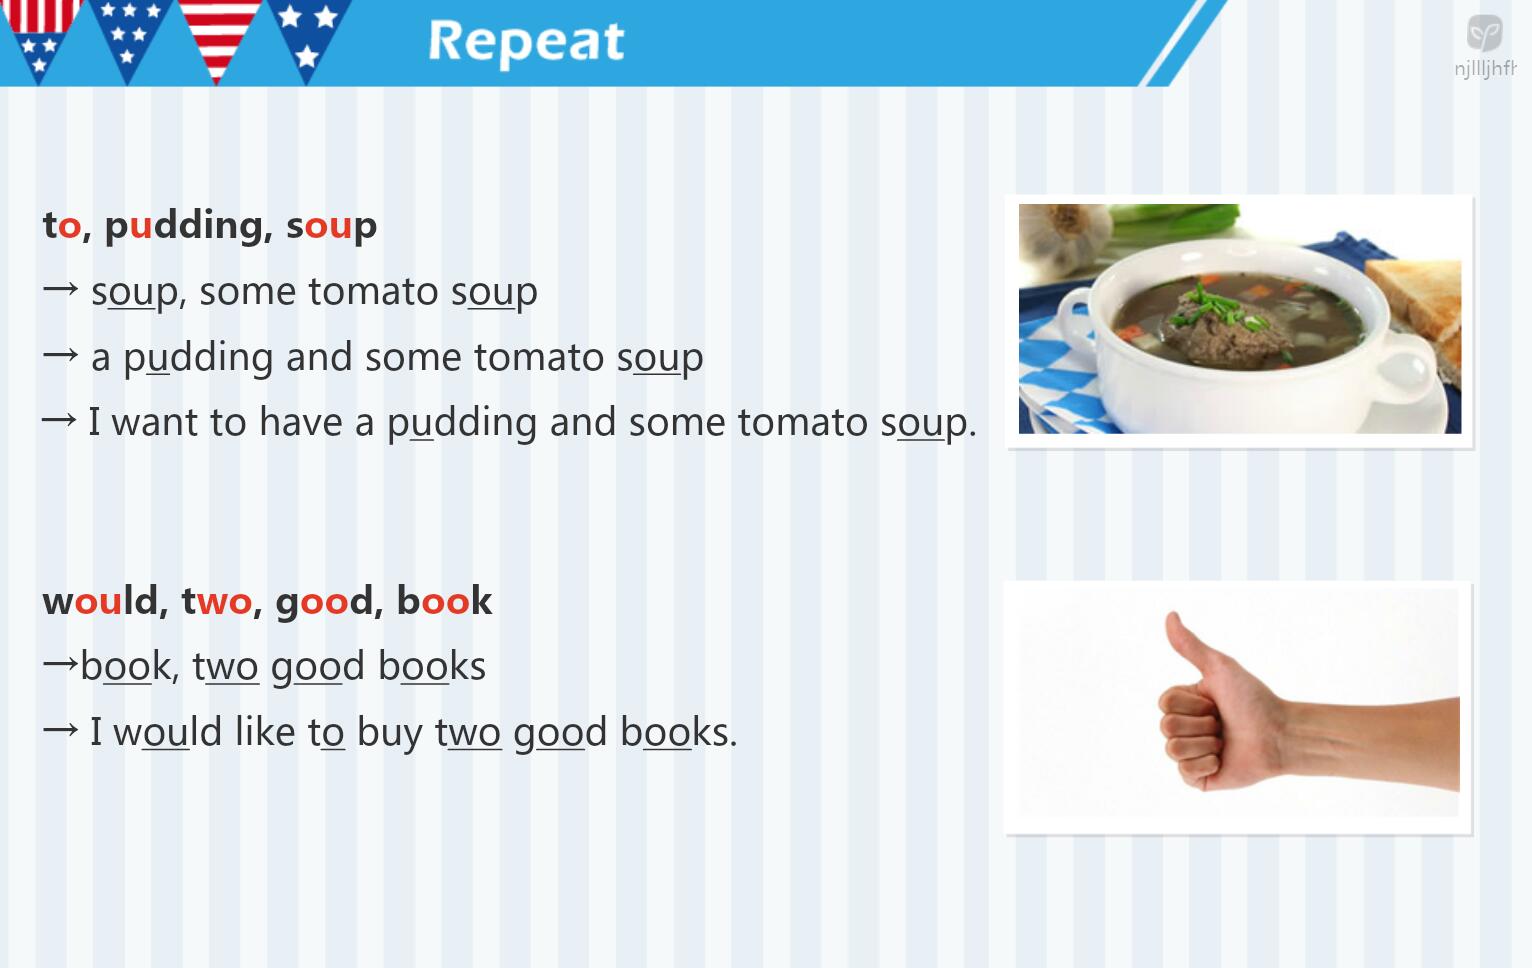 Repeat
njllljhfh
to, pudding, soup
→ soup, some tomato soup
→ a pudding and some tomato soup
→ I want to have a pudding and some tomato soup.
would, two, good, book
→book, two good books
→ I would like to buy two good books.